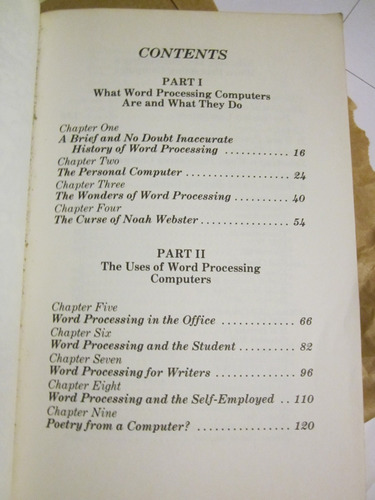 CONTENTS
PART I
What Word Processing Computers
Are and What They Do
Chapter One
A Brief and No Doubt Inaccurate
History of Word Processing ........... 16
Chapter Two
The Personal Computer ................. 24
Chapter Three
The Wonders of Word Processing ......... 40
Chapter Four
The Curse of Noah Webster .............. 54
PART II
The Uses of Word Processing
Computers
Chapter Five
Word Processing in the Office ............ 66
Chapter Six
Word Processing and the Student ......... 82
Chapter Seven
Word Processing for Writers ............. 96
Chapter Eight
Word Processing and the Self-Employed .. 110
Chapter Nine
Poetry from a Computer? ............... 120